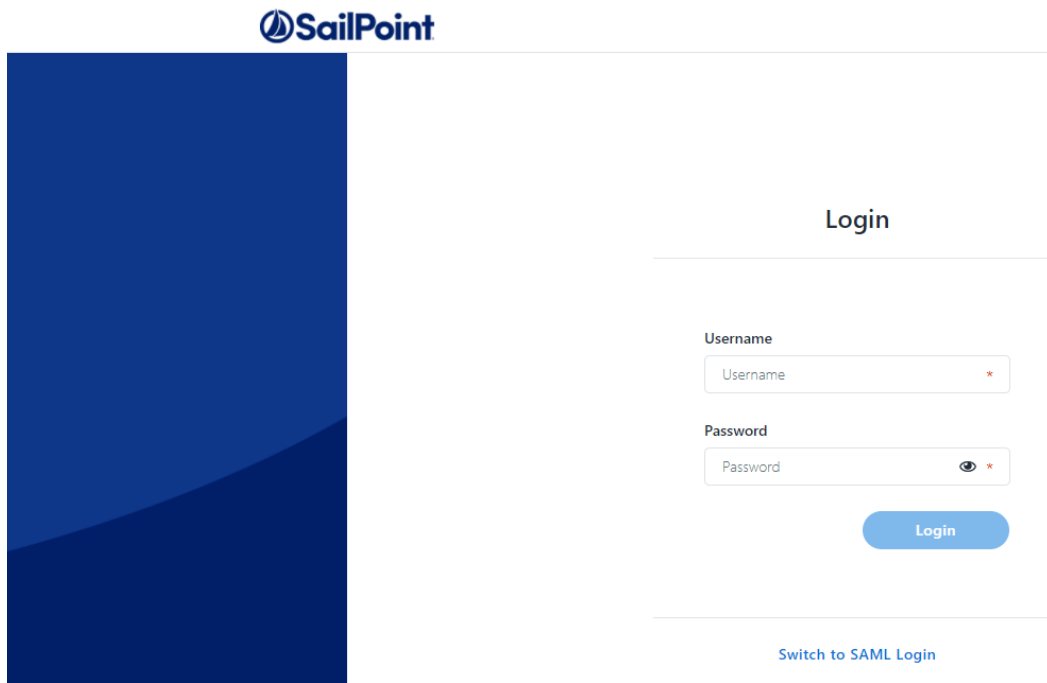 SailPoint
Login
Username
Username *
Password
Password *
Login
Switch to SAML Login